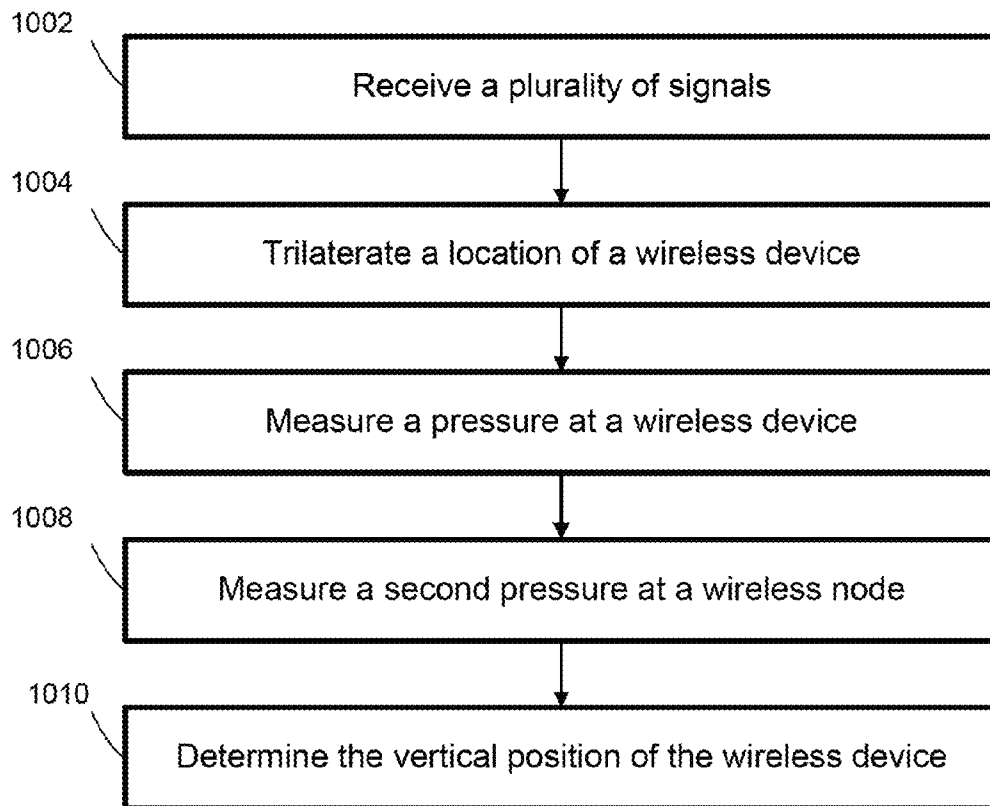 1002
Receive a plurality of signals
1004
Trilaterate a location of a wireless device
1006
Measure a pressure at a wireless device
1008
Measure a second pressure at a wireless node
1010
Determine the vertical position of the wireless device